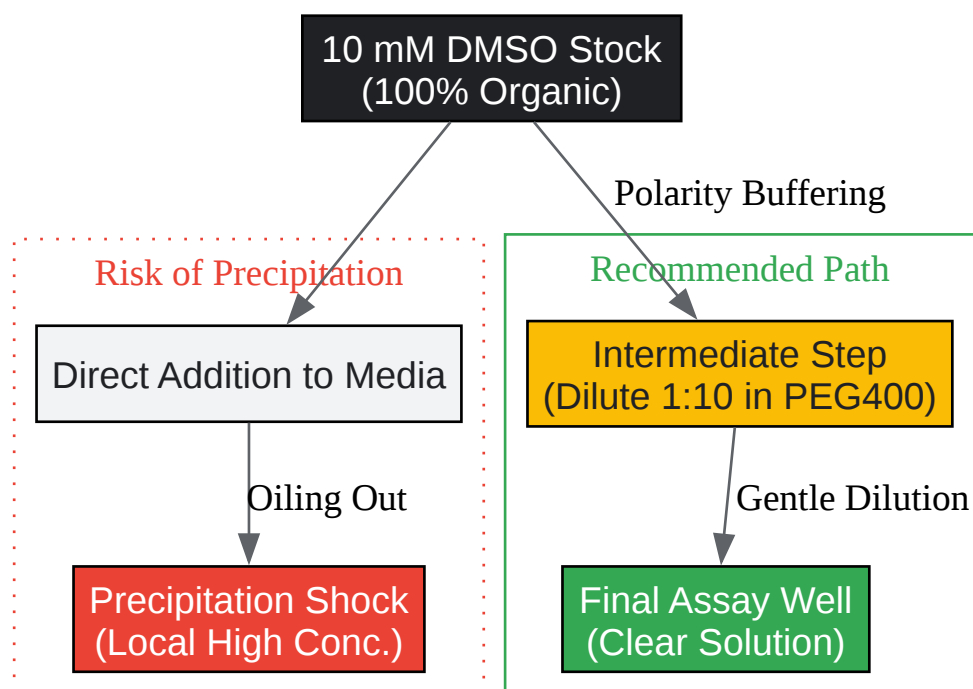 10 mM DMSO Stock
(100% Organic)
Polarity Buffering
Risk of Precipitation
Recommended Path
Direct Addition to Media
Intermediate Step
(Dilute 1:10 in PEG400)
Oiling Out
Gentle Dilution
Precipitation Shock
(Local High Conc.)
Final Assay Well
(Clear Solution)